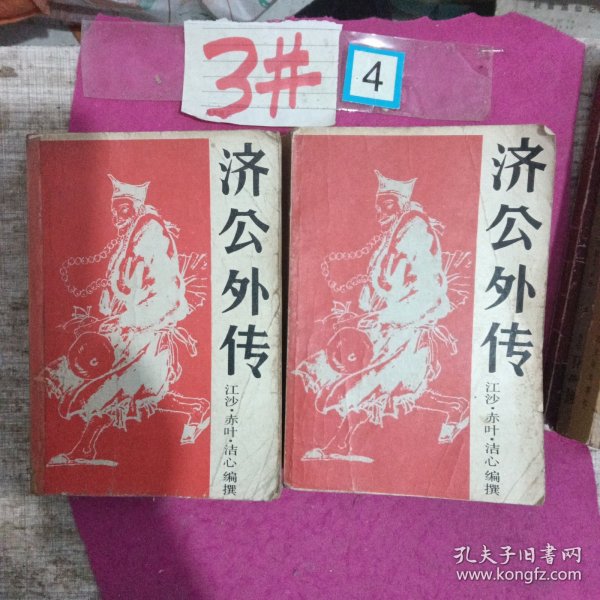 3#
4
济公外传
江沙·赤叶·洁心 编撰
济公外传
江沙·赤叶·洁心 编撰
孔夫子旧书网
www.kongfz.com